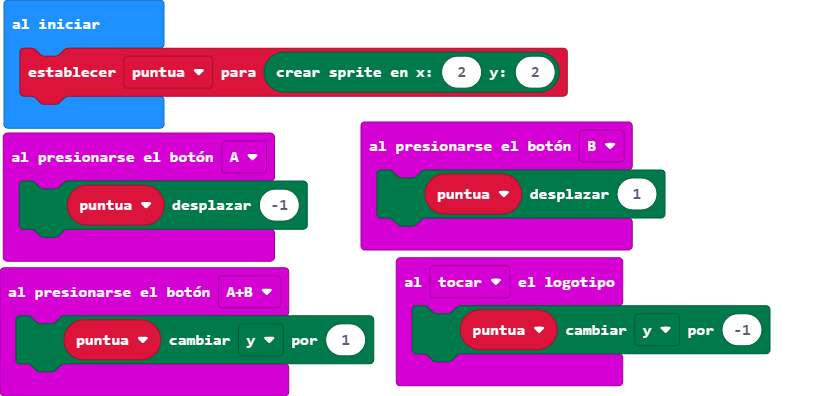 al iniciar
establecer puntua para crear sprite en x: 2 y: 2
al presionarse el botón A
puntua desplazar -1
al presionarse el botón B
puntua desplazar 1
al presionarse el botón A+B
puntua cambiar y por 1
al tocar el logotipo
puntua cambiar y por -1